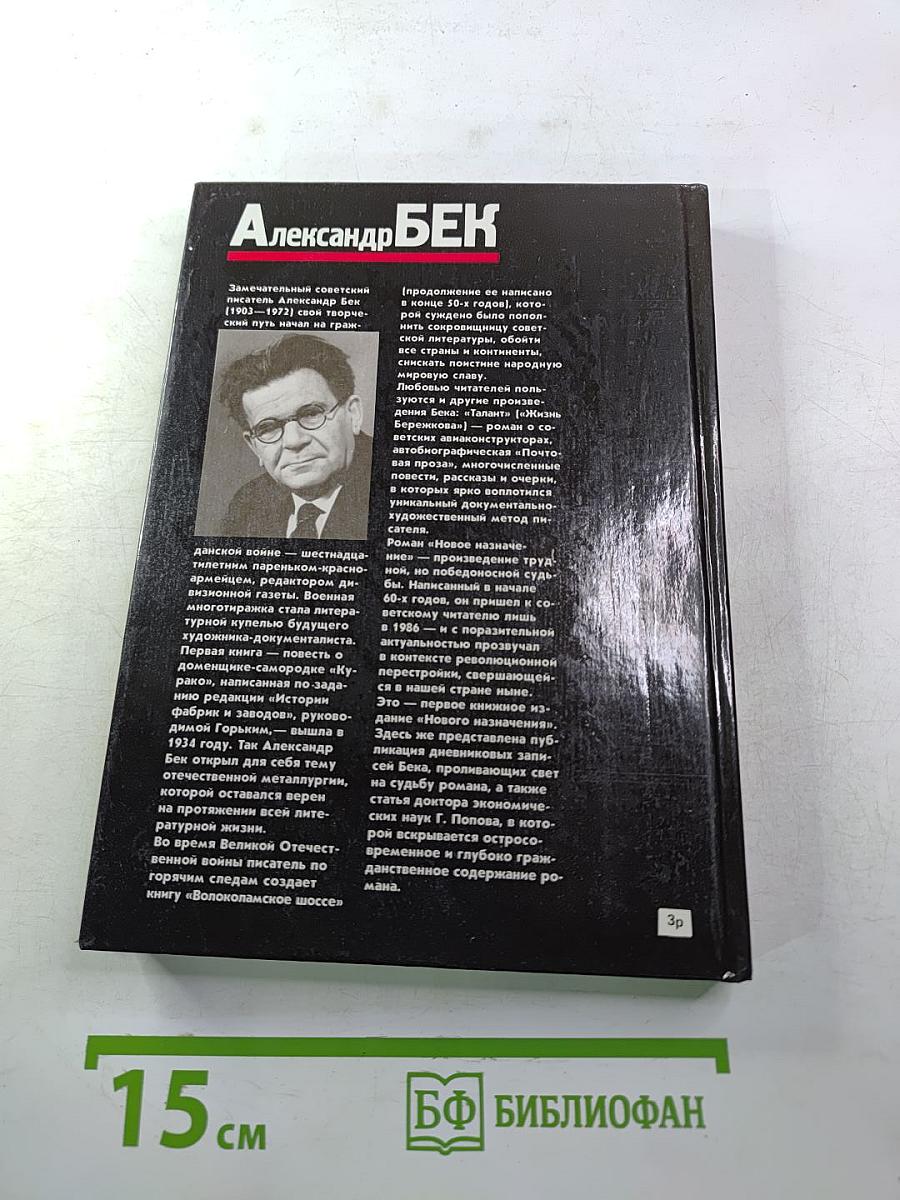 Александр БЕК
Замечательный советский
писатель Александр Бек
(1903—1972) свой творче-
ский путь начал на граж-
данской войне — шестнадца-
тилетним пареньком-красно-
армейцем, редактором ди-
визионной газеты. Военная
многотиражка стала литера-
турной купелью будущего
художника-документалиста.
Первая книга — повесть о
доменщике-самородке «Ку-
рако», написанная по зада-
нию редакции «Истории
фабрик и заводов», руково-
димой Горьким,— вышла в
1934 году. Так Александр
Бек открыл для себя тему
отечественной металлургии,
которой оставался верен
на протяжении всей лите-
ратурной жизни.
Во время Великой Отечест-
венной войны писатель по
горячим следам создает
книгу «Волоколамское шоссе»
(продолжение ее написано
в конце 50-х годов), кото-
рой суждено было попол-
нить сокровищницу совет-
ской литературы, обойти
все страны и континенты,
снискать поистине народную
мировую славу.
Любовью читателей поль-
зуются и другие произве-
дения Бека: «Талант» («Жизнь
Бережкова») — роман о со-
ветских авиаконструкторах,
автобиографическая «Почто-
вая проза», многочисленные
повести, рассказы и очерки,
в которых ярко воплотился
уникальный документально-
художественный метод пи-
сателя.
Роман «Новое назначе-
ние» — произведение труд-
ной, но победоносной судь-
бы. Написанный в начале
60-х годов, он пришел к со-
ветскому читателю лишь
в 1986 — и с поразительной
актуальностью прозвучал
в контексте революционной
перестройки, свершающей-
ся в нашей стране ныне.
Это — первое книжное из-
дание «Нового назначения».
Здесь же представлена пуб-
ликация дневниковых запи-
сей Бека, проливающих свет
на судьбу романа, а также
статья доктора экономиче-
ских наук Г. Попова, в кото-
рой вскрывается остросо-
временное и глубоко граж-
данственное содержание ро-
мана.
3р
15 см
БФ БИБЛИОФАН